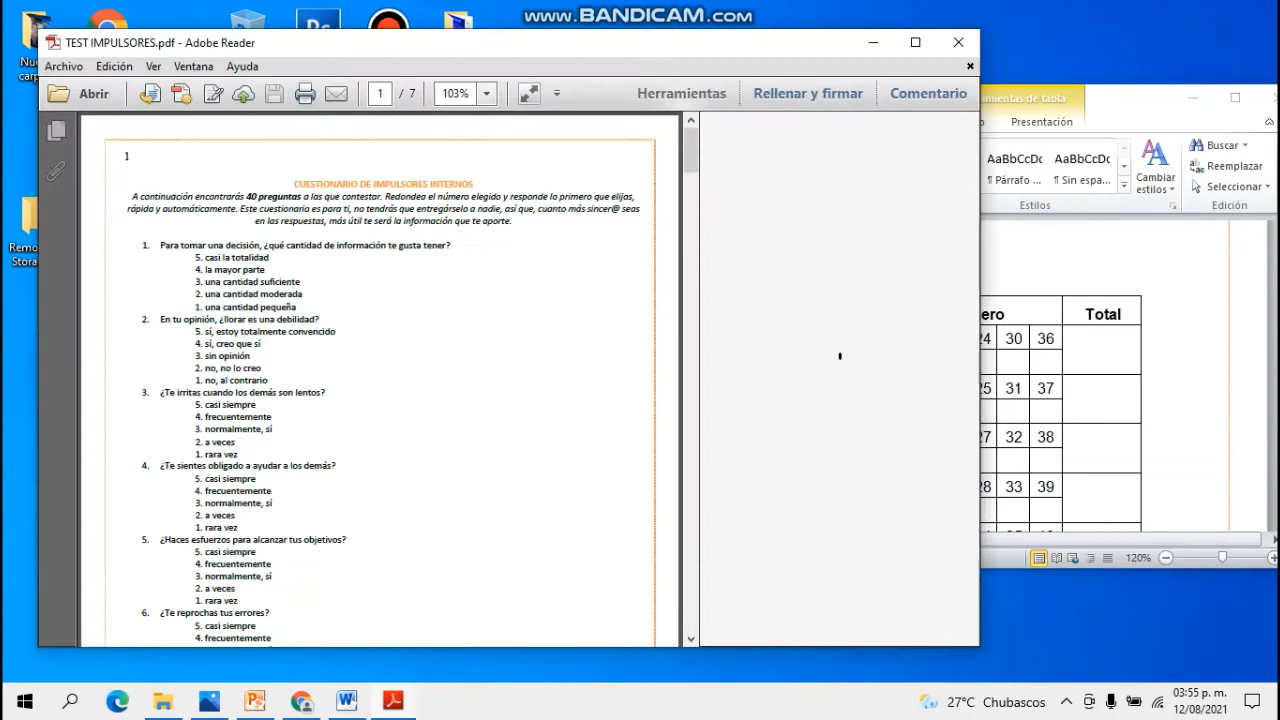 www.BANDICAM.com
TEST IMPULSORES.pdf - Adobe Reader
Archivo Edición Ver Ventana Ayuda
Abrir
1 / 7
103%
Herramientas
Rellenar y firmar
Comentario
1
CUESTIONARIO DE IMPULSORES INTERNOS
A continuación encontrarás 40 preguntas a las que contestar. Redondea el número elegido y responde lo primero que elijas,
rápida y automáticamente. Este cuestionario es para ti, no tendrás que entregárselo a nadie, así que, cuanto más sincer@ seas
en las respuestas, más útil te será la información que te aporte.
1. Para tomar una decisión, ¿qué cantidad de información te gusta tener?
5. casi la totalidad
4. la mayor parte
3. una cantidad suficiente
2. una cantidad moderada
1. una cantidad pequeña
2. En tu opinión, ¿llorar es una debilidad?
5. sí, estoy totalmente convencido
4. sí, creo que sí
3. sin opinión
2. no, no lo creo
1. no, al contrario
3. ¿Te irritas cuando los demás son lentos?
5. casi siempre
4. frecuentemente
3. normalmente, sí
2. a veces
1. rara vez
4. ¿Te sientes obligado a ayudar a los demás?
5. casi siempre
4. frecuentemente
3. normalmente, sí
2. a veces
1. rara vez
5. ¿Haces esfuerzos para alcanzar tus objetivos?
5. casi siempre
4. frecuentemente
3. normalmente, sí
2. a veces
1. rara vez
6. ¿Te reprochas tus errores?
5. casi siempre
4. frecuentemente
Nu
carp
Remo
Stora
mientas de tabla
Presentación
AaBbCcDc AaBbCcDc
¶ Párrafo ... ¶ Sin espa...
Cambiar
estilos
Buscar
Reemplazar
Seleccionar
Estilos
Edición
ero Total
24 30 36
25 31 37
27 32 38
28 33 39
120%
27°C Chubascos
03:55 p. m.
12/08/2021